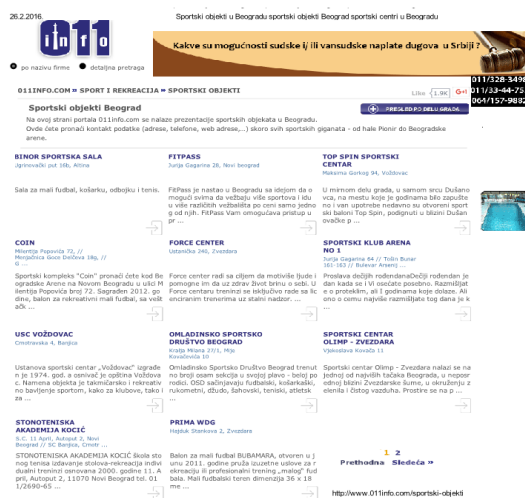 26.2.2016.
Sportski objekti u Beogradu sportski objekti Beograd sportski centri u Beogradu
info 011
po nazivu firme
detaljna pretraga
Kakve su mogućnosti sudske i/ ili vansudske naplate dugova u Srbiji ?
011/328-3498
011/33-44-75
064/157-9882
011INFO.COM » SPORT I REKREACIJA » SPORTSKI OBJEKTI
Like 1.9K G+1
Sportski objekti Beograd
PREGLED PO DELU GRADA
Na ovoj strani portala 011info.com se nalaze prezentacije sportskih objekata u Beogradu.
Ovde ćete pronaći kontakt podatke (adrese, telefone, web adrese,..) skoro svih sportskih giganata - od hale Pionir do Beogradske
arene.
BINOR SPORTSKA SALA
Ugrinovački put 16b, Altina
Sala za mali fudbal, košarku, odbojku i tenis.
FITPASS
Jurija Gagarina 28, Novi beograd
FitPass je nastao u Beogradu sa idejom da o
mogući svima da vežbaju više sportova i idu
u više različitih vežbališta po ceni samo jedno
g od njih. FitPass Vam omogućava pristup u
pr ...
TOP SPIN SPORTSKI
CENTAR
Maksima Gorkog 94, Voždovac
U mirnom delu grada, u samom srcu Dušano
vca, na mestu koje je godinama bilo zapušte
no i van upotrebe nedavno su otvoreni sport
ski baloni Top Spin, podignuti u blizini Dušan
ovačke p ...
COIN
Milentija Popovića 72, //
Menjačnica Goce Delčeva 18g, //
G ...
Sportski kompleks "Coin" pronaći ćete kod Be
ogradske Arene na Novom Beogradu u ulici M
ilentija Popovića broj 72. Sagrađen 2012. go
dine, balon za rekreativni mali fudbal, sa vešt
ačk ...
FORCE CENTER
Ustanička 240, Zvezdara
Force center radi sa ciljem da motiviše ljude i
pomogne im da uz zdrav život brinu o sebi. U
Force centaru treninzi se isključivo rade sa lic
enciranim trenerima uz stalni nadzor. ...
SPORTSKI KLUB ARENA
NO 1
Jurija Gagarina 64 // Tošin Bunar
161-162 // Bulevar Arsenij ...
Proslava dečijih rođendanaDečiji rođendan je
dan kada se i Vi osećate posebno. Razmišljat
e o proteklim, ali I godinama koje dolaze. Ali
ono o čemu najviše razmišljate tog dana je k
...
USC VOŽDOVAC
Crnotravska 4, Banjica
Ustanova sportski centar „Voždovac" izgrađe
n je 1974. god. a osnivač je opština Voždova
c. Namena objekta je takmičarsko i rekreativ
no bavljenje sportom, kako za klubove, tako i
za ...
OMLADINSKO SPORTSKO
DRUŠTVO BEOGRAD
Kralja Milana 27/1, Mije
Kovačevića 10
Omladinsko Sportsko Društvo Beograd trenut
no broji osam sekcija u svojoj plavo - beloj po
rodici. OSD sačinjavaju fudbalski, košarkaški,
rukometni, džudo, šahovski, teniski, atletsk
...
SPORTSKI CENTAR
OLIMP - ZVEZDARA
Vjekoslava Kovača 11
Sportski centar Olimp – Zvezdara nalazi se na
jednoj od najviših tačaka Beograda, u neposr
ednoj blizini Zvezdarske šume, u okruženju z
elenila i čistog vazduha. Prostire se na p ...
STONOTENISKA
AKADEMIJA KOCIĆ
S.C. 11 April, Autoput 2, Novi
Beograd // SC Banjica, Crnotr ...
STONOTENISKA AKADEMIJA KOCIĆ škola sto
nog tenisa izdavanje stolova-rekreacija indivi
dualni treninzi osnovana 2000. godine 11. A
pril, Autoput 2, 11070 Novi Beograd tel. 01
1/2690-65 ...
PRIMA WDG
Hajduk Stankova 2, Zvezdara
Balon za mali fudbal BUBAMARA, otvoren u j
unu 2011. godine pruža izuzetne uslove za r
ekreaciju ili profesionalni trening „malog" fud
bala. Mali fudbalski teren dimenzija 36 x 18
me ...
1 2
Prethodna Sledeća »
http://www.011info.com/sportski-objekti